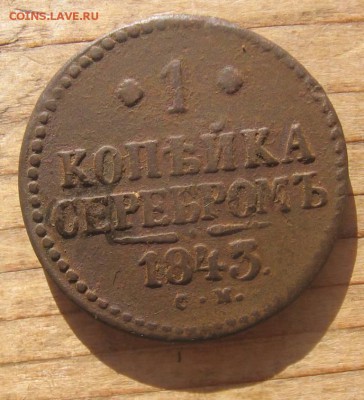 COINS.LAVE.RU
• 1 •
КОПѢЙКА
СЕРЕБРОМЪ
1843.
С. М.